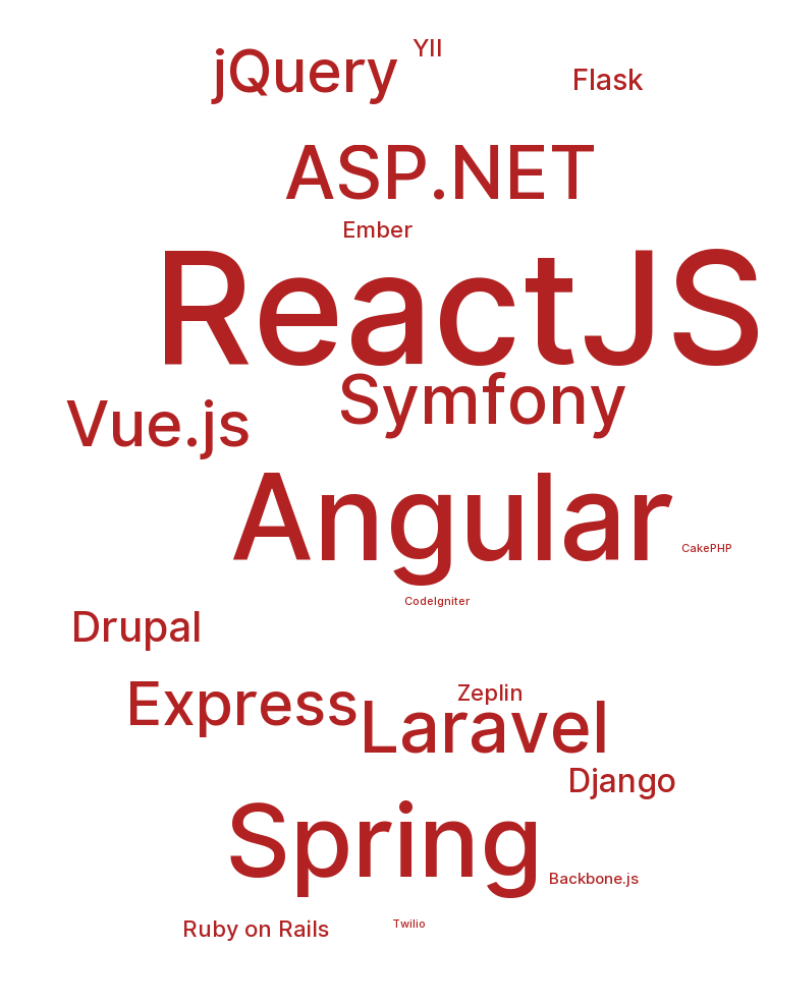 jQuery
YII
Flask
ASP.NET
Ember
ReactJS
Symfony
Vue.js
Angular
CakePHP
CodeIgniter
Drupal
Express
Zeplin
Laravel
Django
Spring
Backbone.js
Ruby on Rails
Twilio